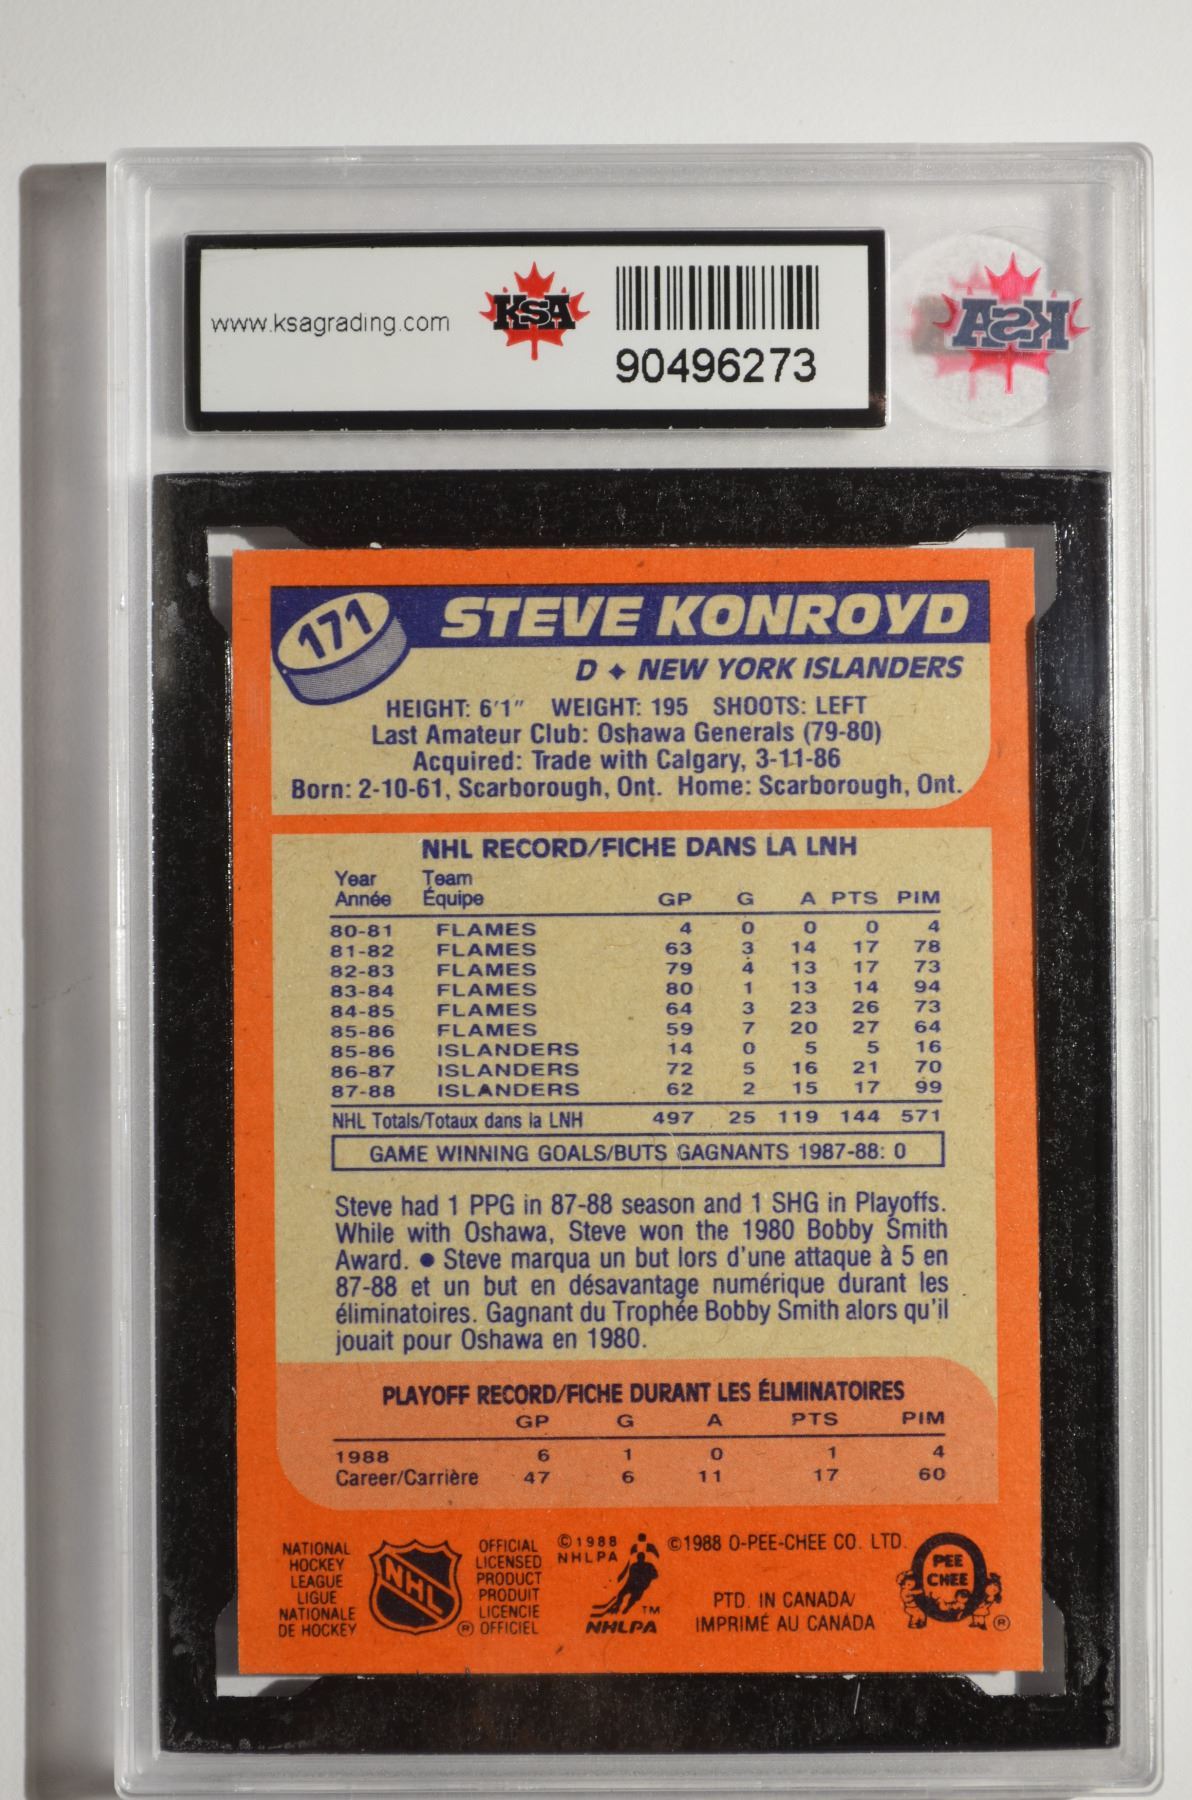 www.ksagrading.com
KSA
90496273
KSA
171
STEVE KONROYD
D ✦ NEW YORK ISLANDERS
HEIGHT: 6'1" WEIGHT: 195 SHOOTS: LEFT
Last Amateur Club: Oshawa Generals (79-80)
Acquired: Trade with Calgary, 3-11-86
Born: 2-10-61, Scarborough, Ont. Home: Scarborough, Ont.
NHL RECORD/FICHE DANS LA LNH
Year Team
Année Équipe GP G A PTS PIM
80-81 FLAMES 4 0 0 0 4
81-82 FLAMES 63 3 14 17 78
82-83 FLAMES 79 4 13 17 73
83-84 FLAMES 80 1 13 14 94
84-85 FLAMES 64 3 23 26 73
85-86 FLAMES 59 7 20 27 64
85-86 ISLANDERS 14 0 5 5 16
86-87 ISLANDERS 72 5 16 21 70
87-88 ISLANDERS 62 2 15 17 99
NHL Totals/Totaux dans la LNH 497 25 119 144 571
GAME WINNING GOALS/BUTS GAGNANTS 1987-88: 0
Steve had 1 PPG in 87-88 season and 1 SHG in Playoffs.
While with Oshawa, Steve won the 1980 Bobby Smith
Award. ● Steve marqua un but lors d'une attaque à 5 en
87-88 et un but en désavantage numérique durant les
éliminatoires. Gagnant du Trophée Bobby Smith alors qu'il
jouait pour Oshawa en 1980.
PLAYOFF RECORD/FICHE DURANT LES ÉLIMINATOIRES
GP G A PTS PIM
1988 6 1 0 1 4
Career/Carrière 47 6 11 17 60
NATIONAL
HOCKEY
LEAGUE
LIGUE
NATIONALE
DE HOCKEY
NHL
®
OFFICIAL
LICENSED
PRODUCT
PRODUIT
LICENCIE
OFFICIEL
©1988
NHLPA
TM
NHLPA
©1988 O-PEE-CHEE CO. LTD.
PTD. IN CANADA/
IMPRIMÉ AU CANADA
O
PEE
CHEE
®